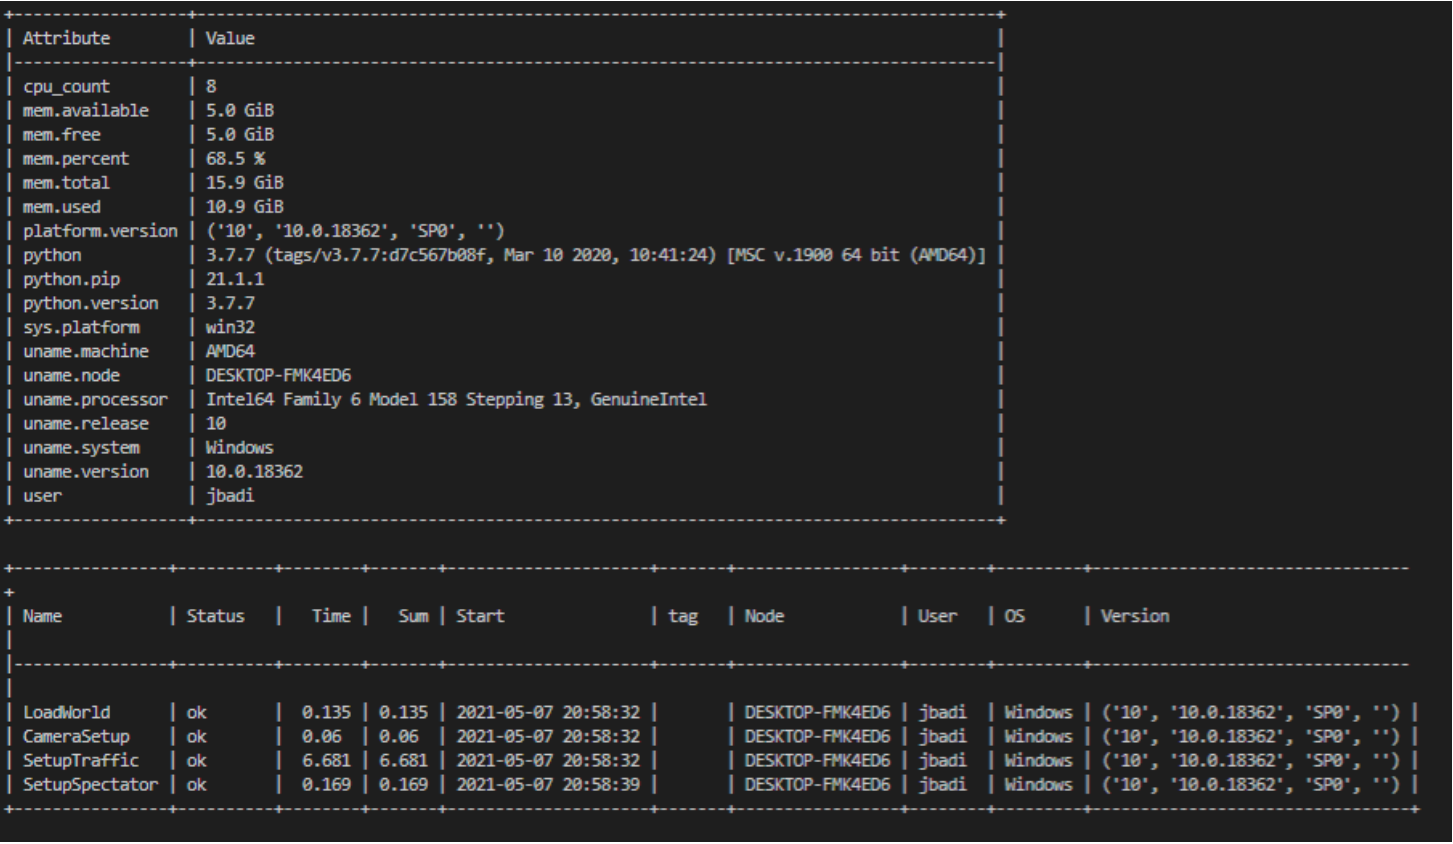 +------------------+-----------------------------------------------------------------------------------+
| Attribute        | Value                                                                             |
|------------------+-----------------------------------------------------------------------------------|
| cpu_count        | 8                                                                                 |
| mem.available    | 5.0 GiB                                                                           |
| mem.free         | 5.0 GiB                                                                           |
| mem.percent      | 68.5 %                                                                            |
| mem.total        | 15.9 GiB                                                                          |
| mem.used         | 10.9 GiB                                                                          |
| platform.version | ('10', '10.0.18362', 'SP0', '')                                                   |
| python           | 3.7.7 (tags/v3.7.7:d7c567b08f, Mar 10 2020, 10:41:24) [MSC v.1900 64 bit (AMD64)] |
| python.pip       | 21.1.1                                                                            |
| python.version   | 3.7.7                                                                             |
| sys.platform     | win32                                                                             |
| uname.machine    | AMD64                                                                             |
| uname.node       | DESKTOP-FMK4ED6                                                                   |
| uname.processor  | Intel64 Family 6 Model 158 Stepping 13, GenuineIntel                              |
| uname.release    | 10                                                                                |
| uname.system     | Windows                                                                           |
| uname.version    | 10.0.18362                                                                        |
| user             | jbadi                                                                             |
+------------------+-----------------------------------------------------------------------------------+
+----------------+----------+--------+-------+---------------------+-------+-----------------+--------+---------+---------------------------------
+
| Name           | Status   |   Time |   Sum | Start               | tag   | Node            | User   | OS      | Version
|
|----------------+----------+--------+-------+---------------------+-------+-----------------+--------+---------+---------------------------------
|
| LoadWorld      | ok       |  0.135 | 0.135 | 2021-05-07 20:58:32 |       | DESKTOP-FMK4ED6 | jbadi  | Windows | ('10', '10.0.18362', 'SP0', '') |
| CameraSetup    | ok       |  0.06  | 0.06  | 2021-05-07 20:58:32 |       | DESKTOP-FMK4ED6 | jbadi  | Windows | ('10', '10.0.18362', 'SP0', '') |
| SetupTraffic   | ok       |  6.681 | 6.681 | 2021-05-07 20:58:32 |       | DESKTOP-FMK4ED6 | jbadi  | Windows | ('10', '10.0.18362', 'SP0', '') |
| SetupSpectator | ok       |  0.169 | 0.169 | 2021-05-07 20:58:39 |       | DESKTOP-FMK4ED6 | jbadi  | Windows | ('10', '10.0.18362', 'SP0', '') |
+----------------+----------+--------+-------+---------------------+-------+-----------------+--------+---------+---------------------------------+